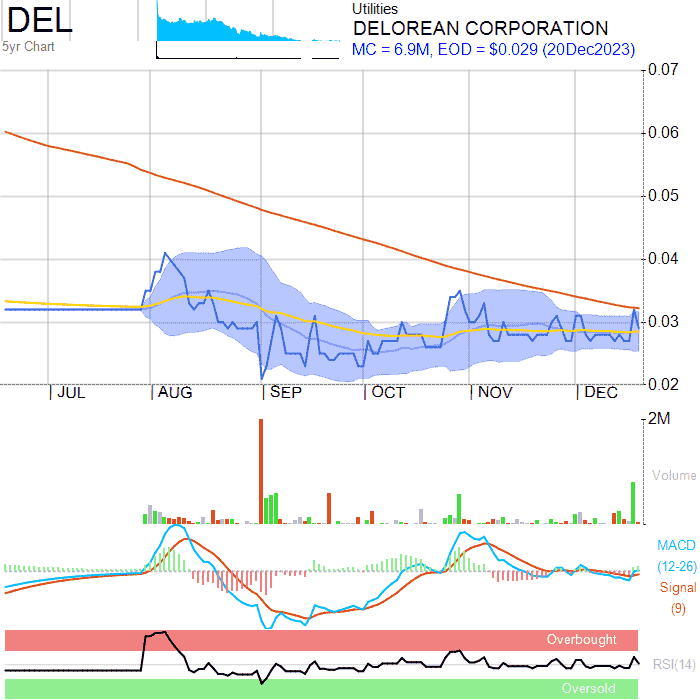 DEL
5yr Chart
Utilities
DELOREAN CORPORATION
MC = 6.9M, EOD = $0.029 (20Dec2023)
0.07
0.06
0.05
0.04
0.03
0.02
JUL AUG SEP OCT NOV DEC
2M
Volume
MACD
(12-26)
Signal
(9)
Overbought
RSI(14)
Oversold